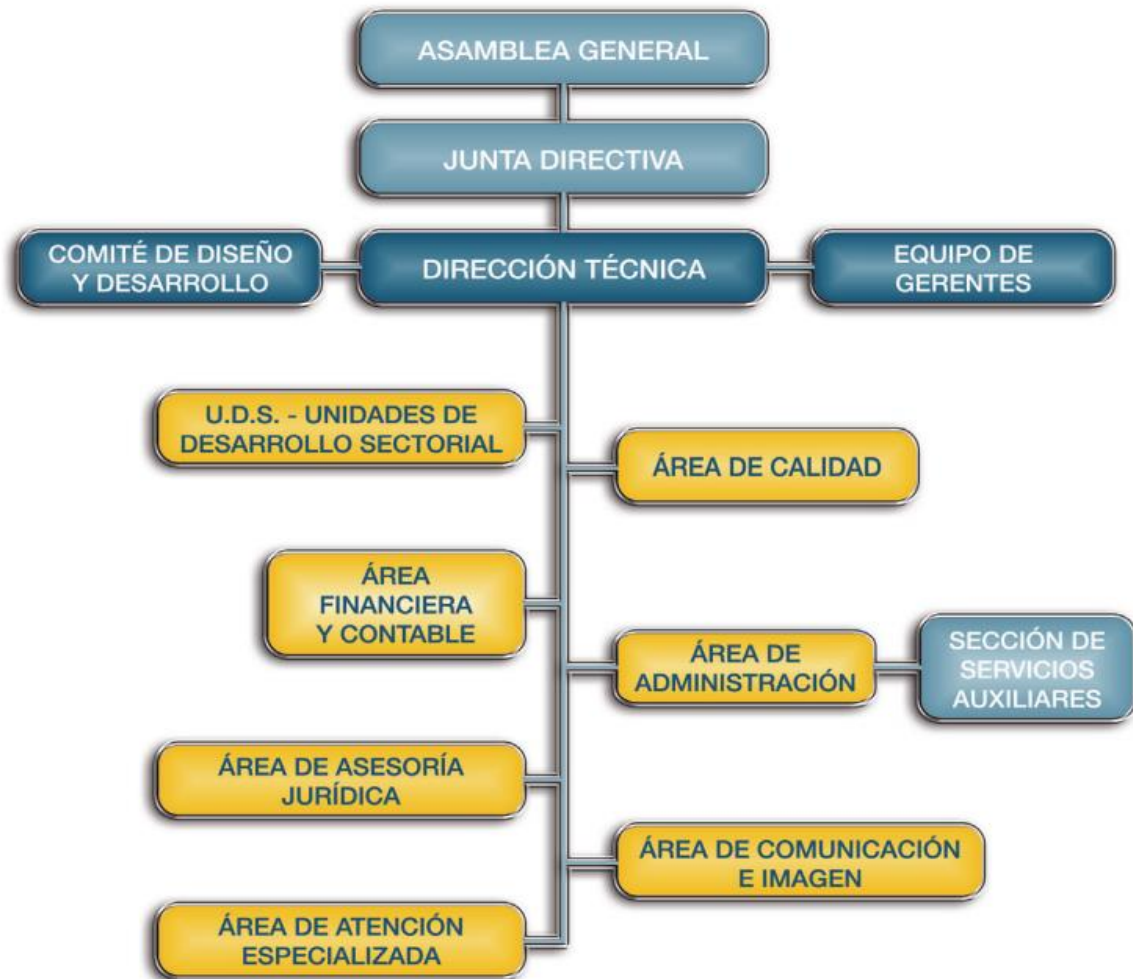 ASAMBLEA GENERAL
JUNTA DIRECTIVA
COMITÉ DE DISEÑO
Y DESARROLLO
DIRECCIÓN TÉCNICA
EQUIPO DE
GERENTES
U.D.S. - UNIDADES DE
DESARROLLO SECTORIAL
ÁREA DE CALIDAD
ÁREA
FINANCIERA
Y CONTABLE
ÁREA DE
ADMINISTRACIÓN
SECCIÓN DE
SERVICIOS
AUXILIARES
ÁREA DE ASESORÍA
JURÍDICA
ÁREA DE COMUNICACIÓN
E IMAGEN
ÁREA DE ATENCIÓN
ESPECIALIZADA